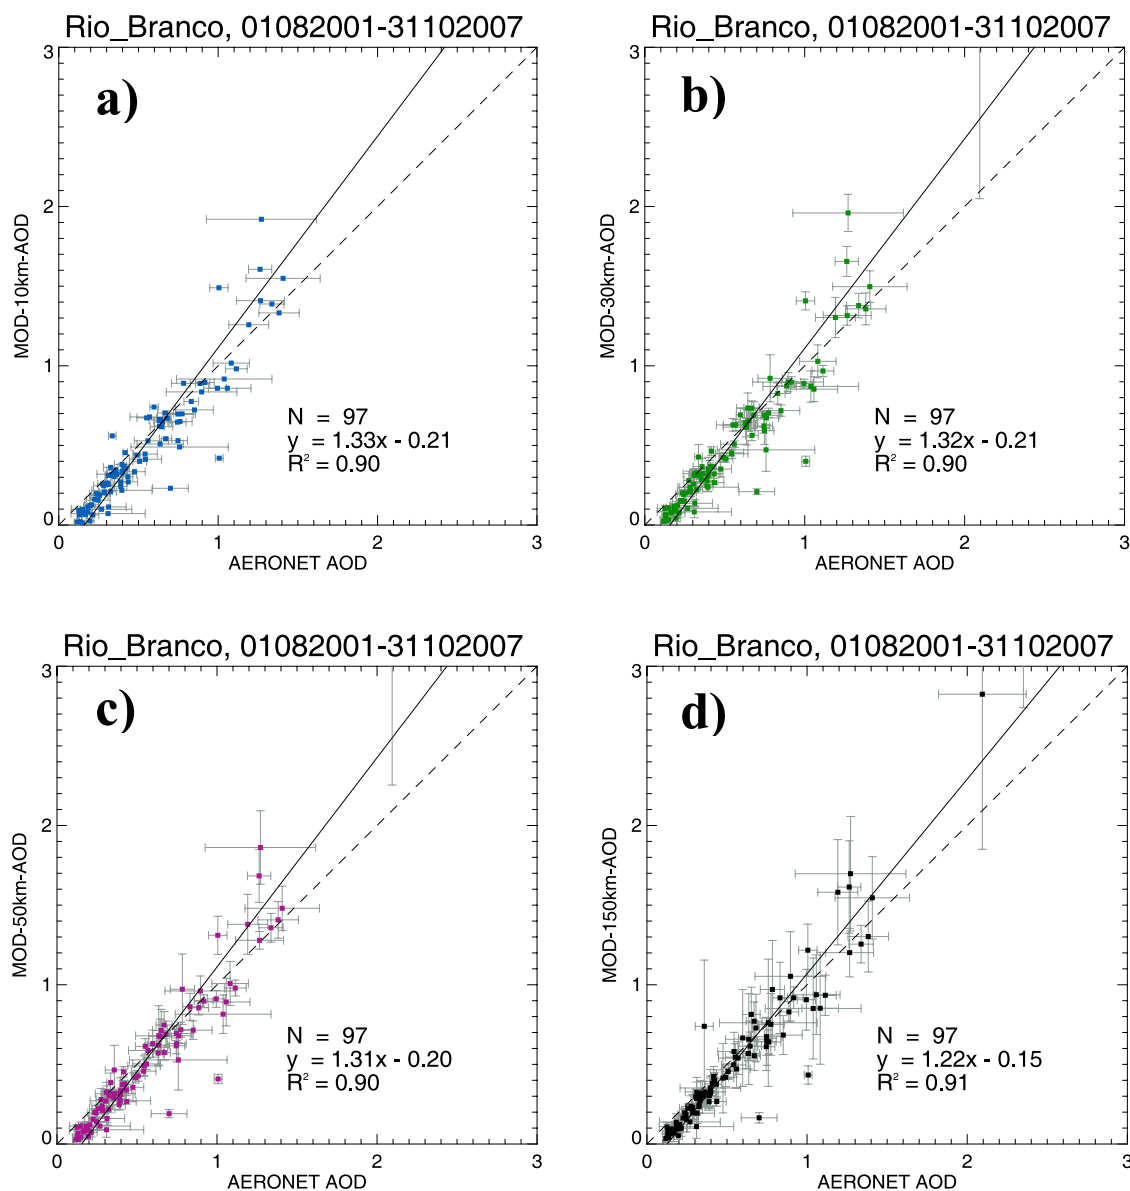 Rio_Branco, 01082001-31102007
a)
3
2
1
0
MOD-10km-AOD
N = 97
y = 1.33x - 0.21
R² = 0.90
0 1 2 3
AERONET AOD
Rio_Branco, 01082001-31102007
b)
3
2
1
0
MOD-30km-AOD
N = 97
y = 1.32x - 0.21
R² = 0.90
0 1 2 3
AERONET AOD
Rio_Branco, 01082001-31102007
c)
3
2
1
0
MOD-50km-AOD
N = 97
y = 1.31x - 0.20
R² = 0.90
0 1 2 3
AERONET AOD
Rio_Branco, 01082001-31102007
d)
3
2
1
0
MOD-150km-AOD
N = 97
y = 1.22x - 0.15
R² = 0.91
0 1 2 3
AERONET AOD